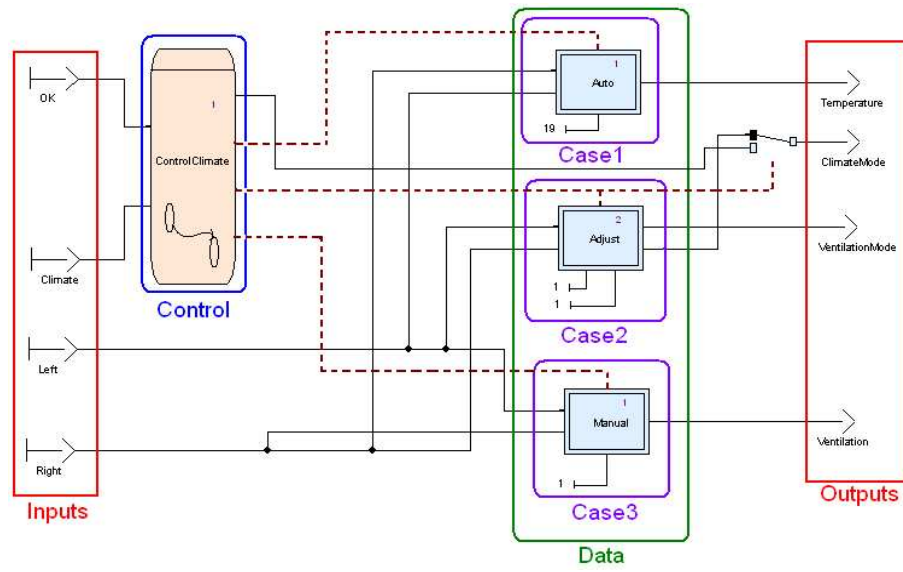 OK
Climate
Left
Right
Inputs
1
ControlClimate
Control
1
Auto
19
Case1
2
Adjust
1
1
Case2
1
Manual
1
Case3
Data
Temperature
ClimateMode
VentilationMode
Ventilation
Outputs